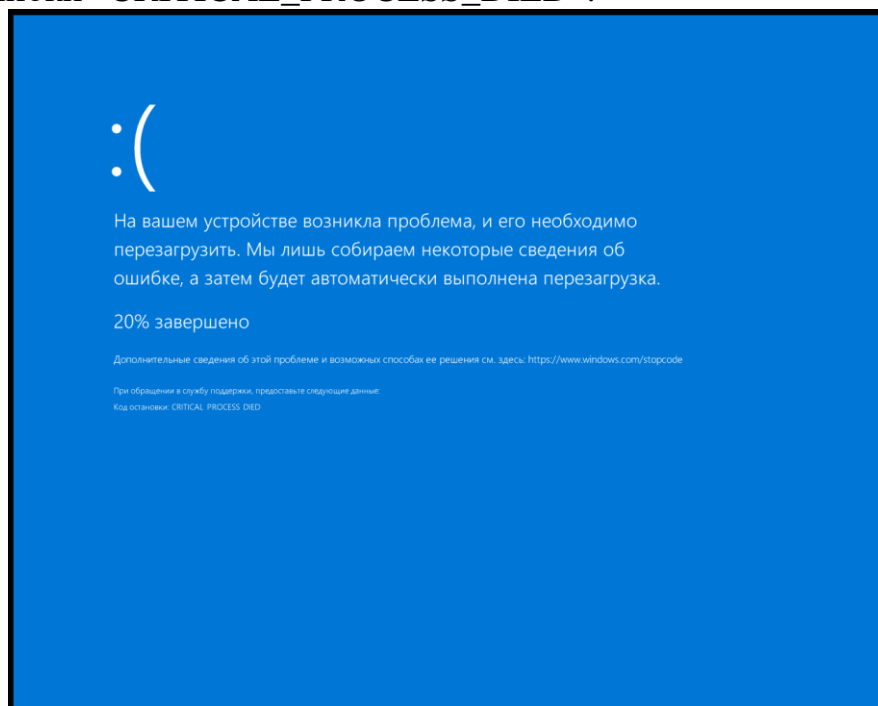 :(
На вашем устройстве возникла проблема, и его необходимо
перезагрузить. Мы лишь собираем некоторые сведения об
ошибке, а затем будет автоматически выполнена перезагрузка.
20% завершено
Дополнительные сведения об этой проблеме и возможных способах ее решения см. здесь: https://www.windows.com/stopcode
При обращении в службу поддержки, предоставьте следующие данные:
Код остановки: CRITICAL PROCESS DIED